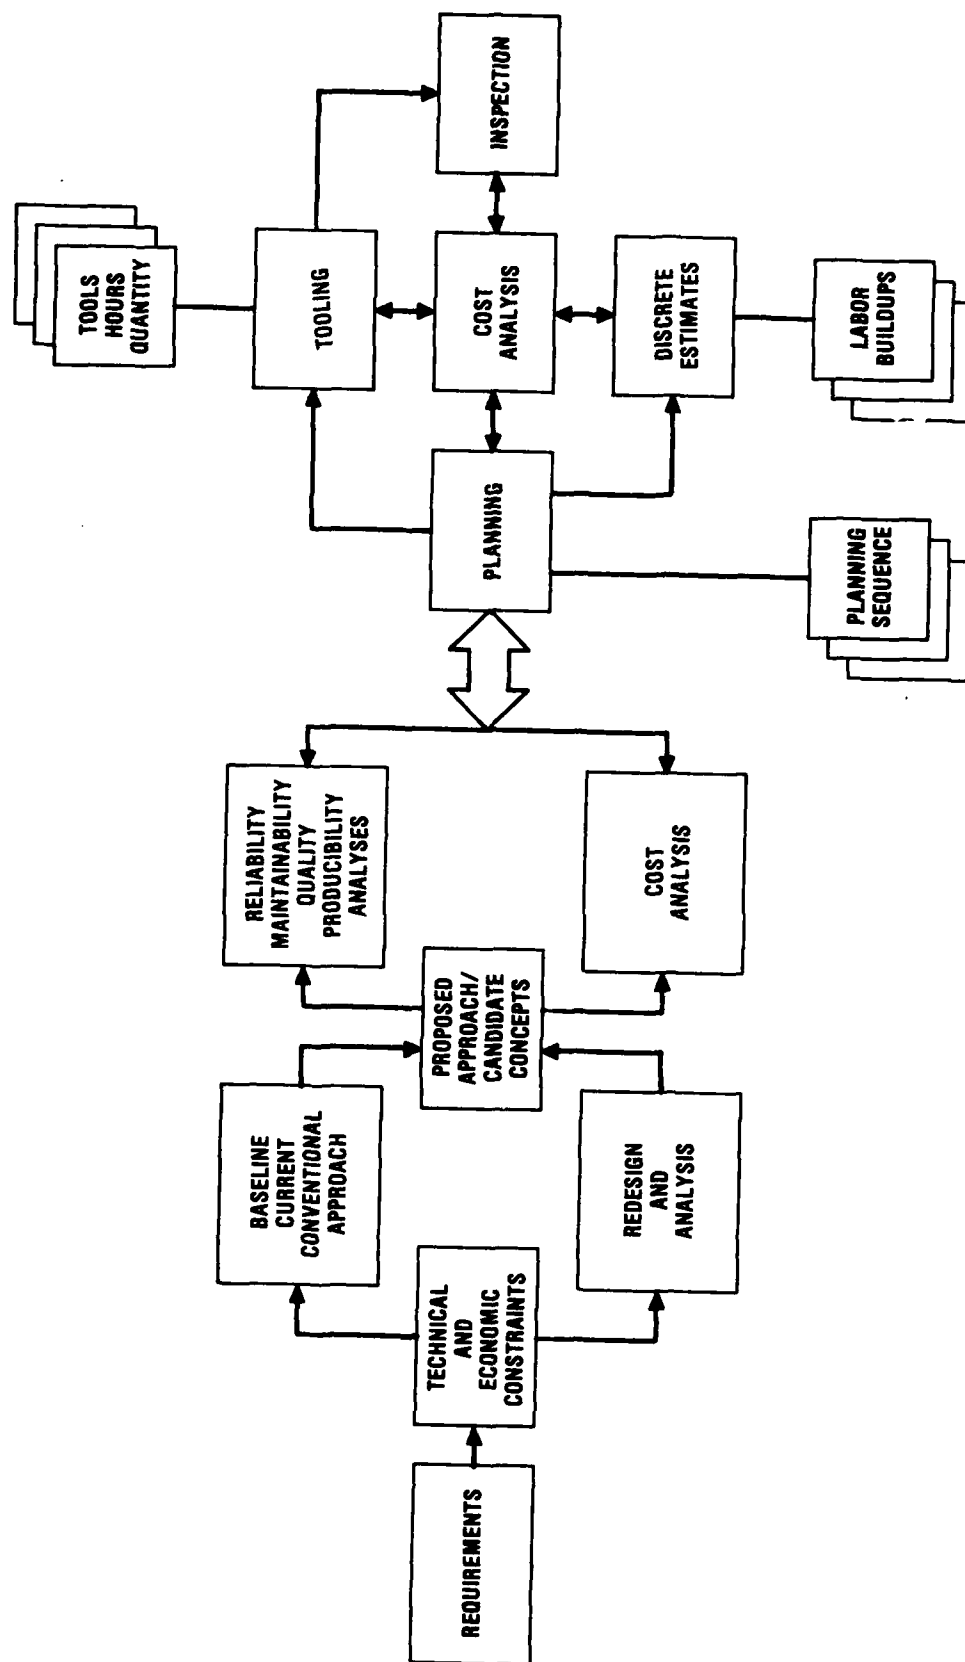 REQUIREMENTS
TECHNICAL
AND
ECONOMIC
CONSTRAINTS
BASELINE
CURRENT
CONVENTIONAL
APPROACH
REDESIGN
AND
ANALYSIS
PROPOSED
APPROACH/
CANDIDATE
CONCEPTS
RELIABILITY
MAINTAINABILITY
QUALITY
PRODUCIBILITY
ANALYSES
COST
ANALYSIS
PLANNING
PLANNING
SEQUENCE
TOOLING
TOOLS
HOURS
QUANTITY
COST
ANALYSIS
DISCRETE
ESTIMATES
LABOR
BUILDUPS
INSPECTION